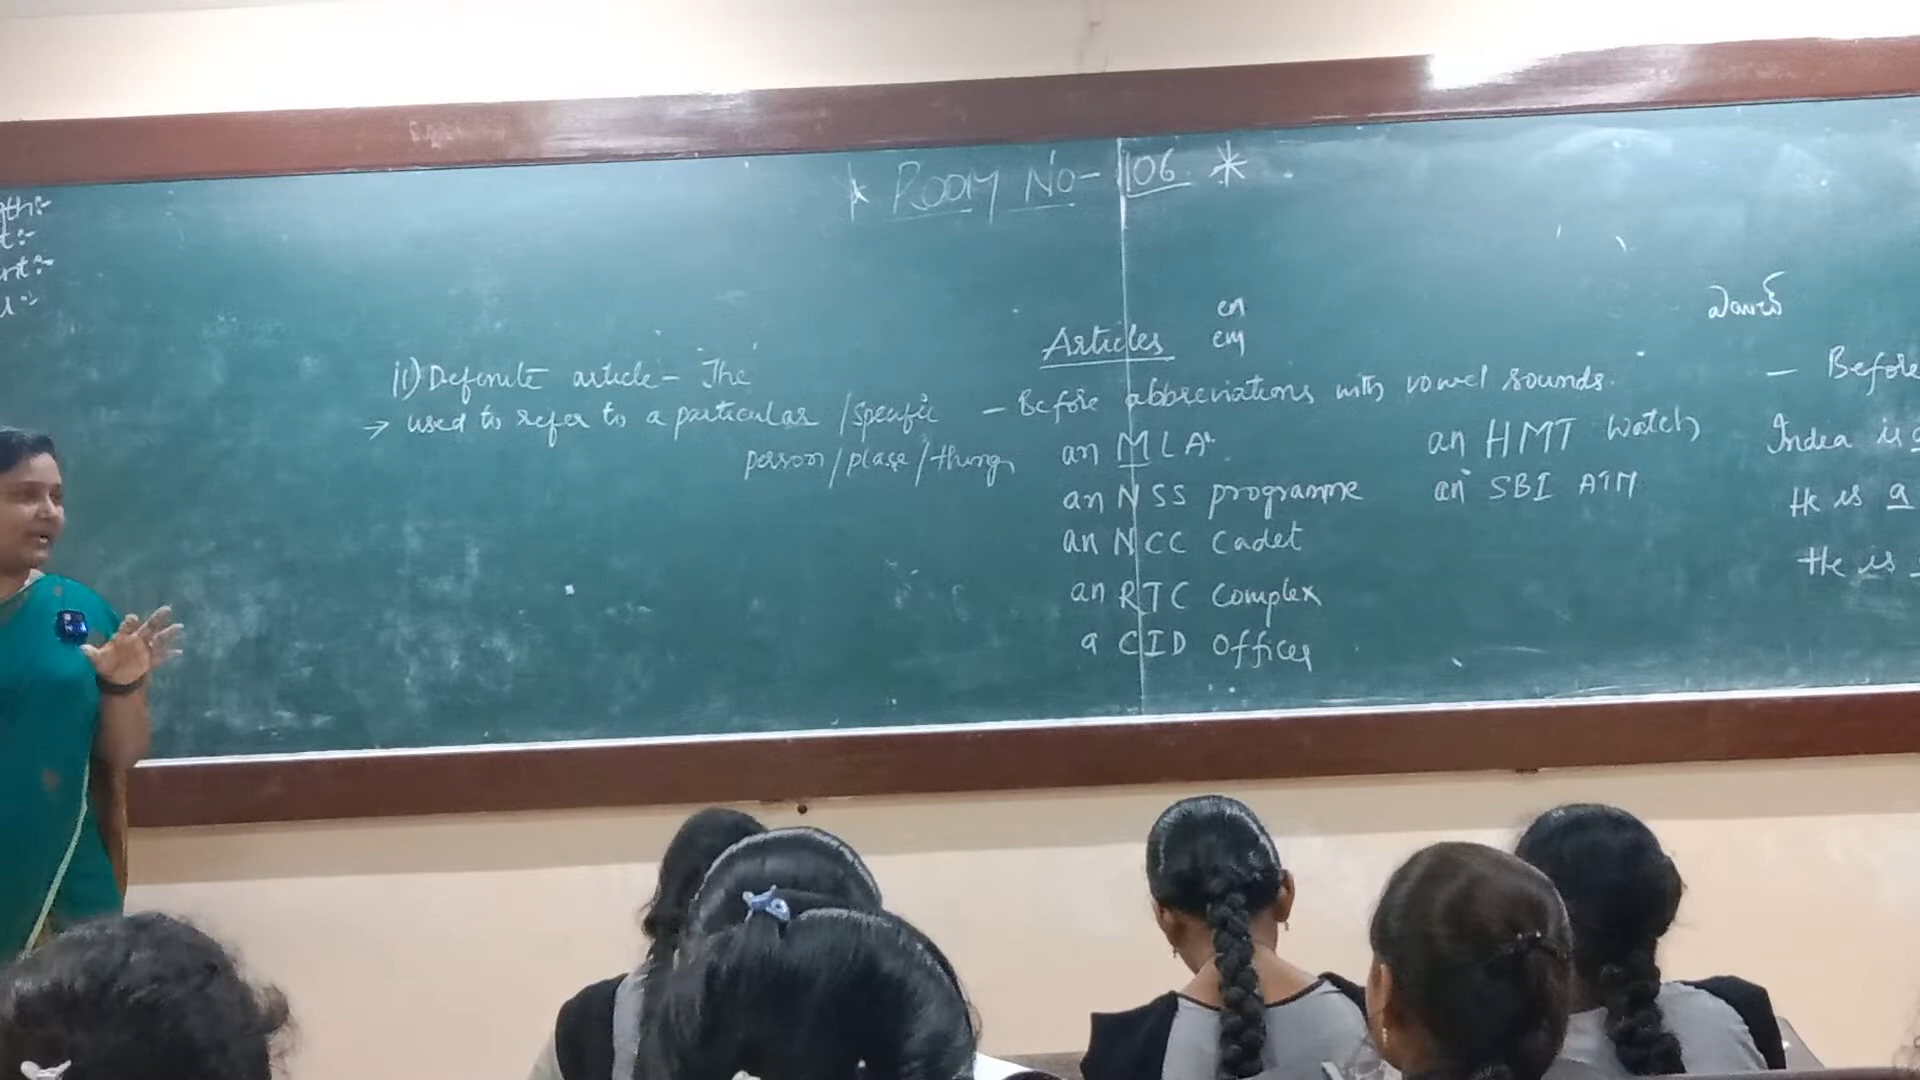 * ROOM No- 106 *
ii) Definite article - The
→ used to refer to a particular / specific
person / place / thing
en
em
Articles
- Before abbreviations with vowel sounds.
an MLA.
an NSS programme
an NCC Cadet
an RTC Complex
a CID Officer
an HMT Watch
an SBI ATM
- Before
India is a
He is a
He is